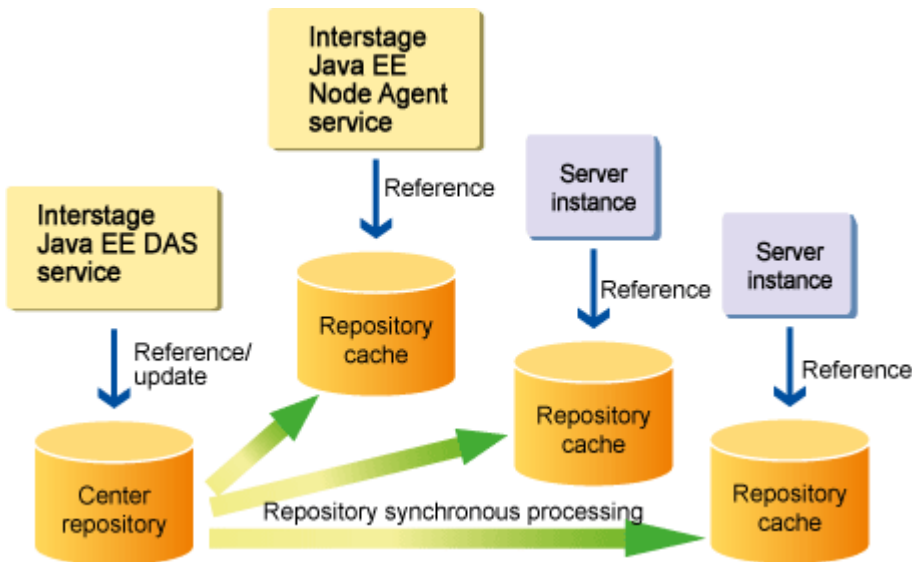 Interstage
Java EE
Node Agent
service
Reference
Server
instance
Interstage
Java EE DAS
service
Server
instance
Reference
Repository
cache
Reference/
update
Reference
Repository
cache
Center
repository
Repository
cache
Repository synchronous processing